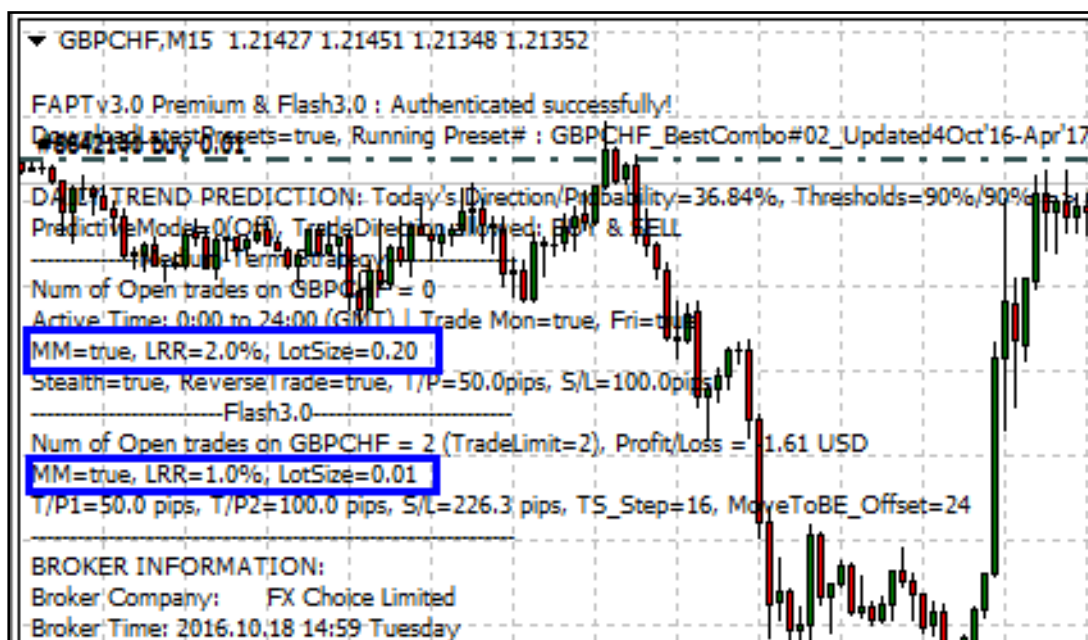 GBPCHF,M15 1.21427 1.21451 1.21348 1.21352
FAPTv3.0 Premium & Flash3.0 : Authenticated successfully!
DownloadLatestPresets=true, Running Preset# : GBPCHF_BestCombo#02_Updated4Oct'16-Apr'17
#6642140 buy 0.01
DAILY TREND PREDICTION: Today's Direction/Probability=36.84%, Thresholds=90%/90%
PredictiveMode=0(Off), TradeDirection allowed: BUY & SELL
------------------Medium Term Strategy------------------
Num of Open trades on GBPCHF = 0
Active Time: 0:00 to 24:00 (GMT) | Trade Mon=true, Fri=true
MM=true, LRR=2.0%, LotSize=0.20
Stealth=true, ReverseTrade=true, T/P=50.0pips, S/L=100.0pips
------------------------Flash3.0------------------------
Num of Open trades on GBPCHF = 2 (TradeLimit=2), Profit/Loss = -1.61 USD
MM=true, LRR=1.0%, LotSize=0.01
T/P1=50.0 pips, T/P2=100.0 pips, S/L=226.3 pips, TS_Step=16, MoveToBE_Offset=24
------------------------------------------------------------
BROKER INFORMATION:
Broker Company: FX Choice Limited
Broker Time: 2016.10.18 14:59 Tuesday